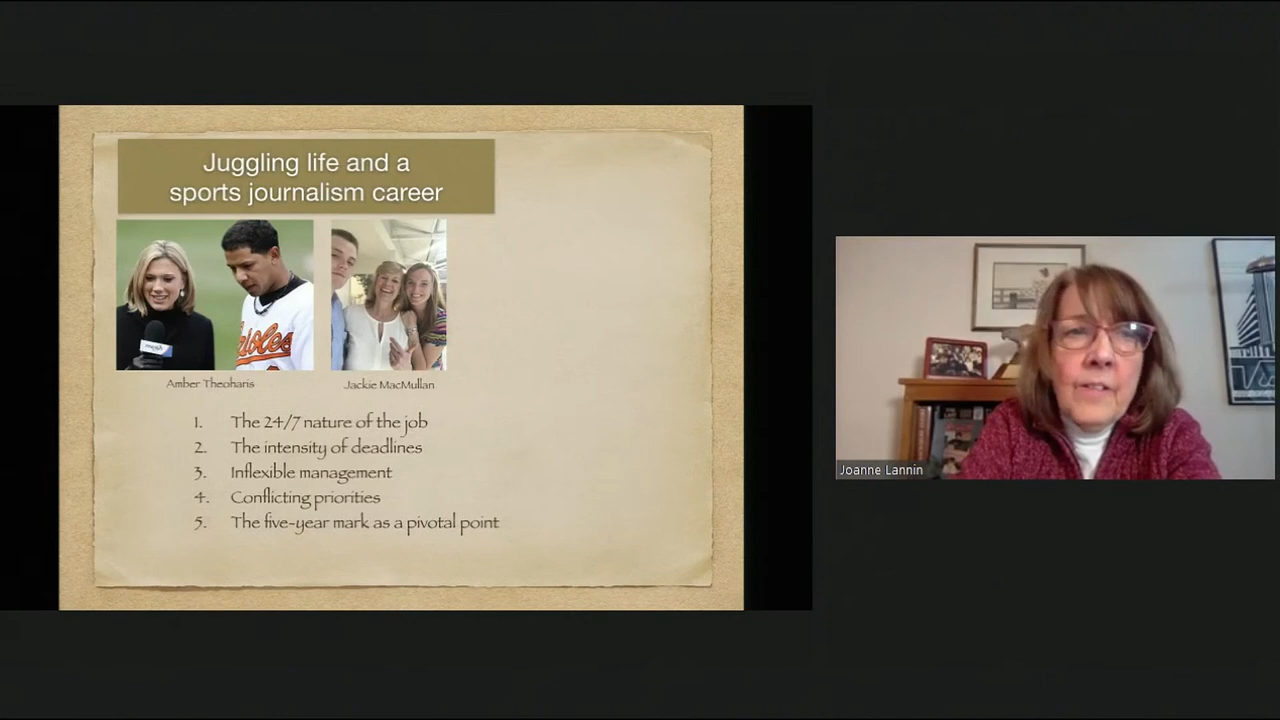 Juggling life and a
sports journalism career
Orioles
Amber Theoharis
Jackie MacMullan
1. The 24/7 nature of the job
2. The intensity of deadlines
3. Inflexible management
4. Conflicting priorities
5. The five-year mark as a pivotal point
Joanne Lannin